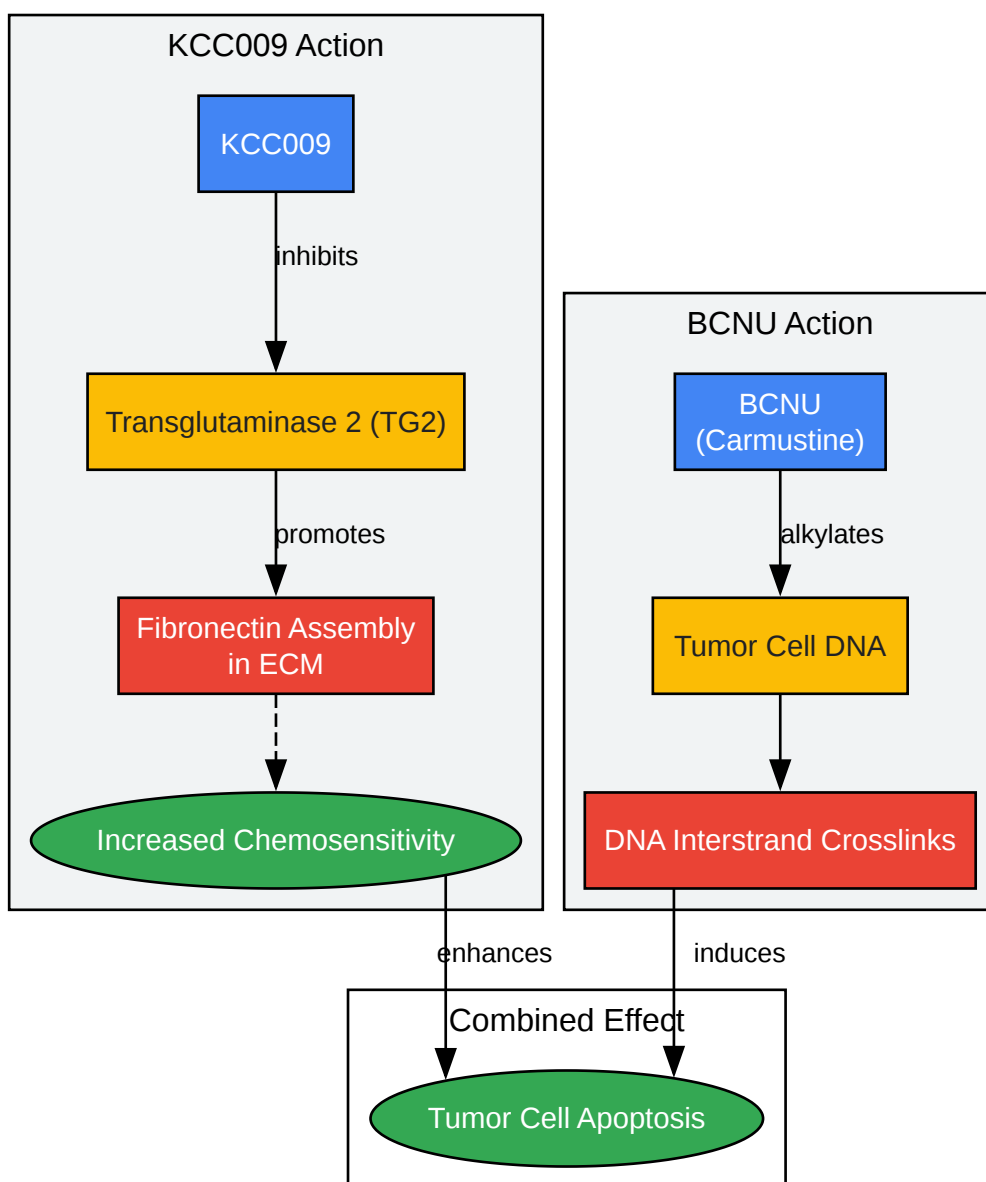 KCC009 Action
KCC009
inhibits
Transglutaminase 2 (TG2)
promotes
Fibronectin Assembly
in ECM
Increased Chemosensitivity
BCNU Action
BCNU
(Carmustine)
alkylates
Tumor Cell DNA
DNA Interstrand Crosslinks
enhances
induces
Combined Effect
Tumor Cell Apoptosis